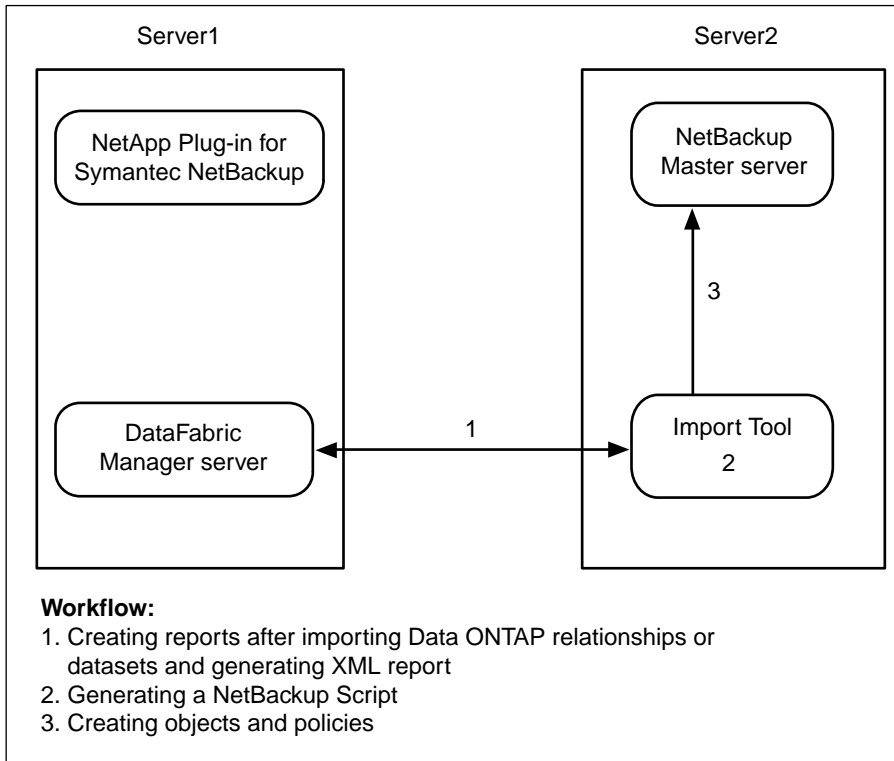 Server1
Server2
NetApp Plug-in for
Symantec NetBackup
NetBackup
Master server
3
DataFabric
Manager server
1
Import Tool
2
Workflow:
1. Creating reports after importing Data ONTAP relationships or
datasets and generating XML report
2. Generating a NetBackup Script
3. Creating objects and policies